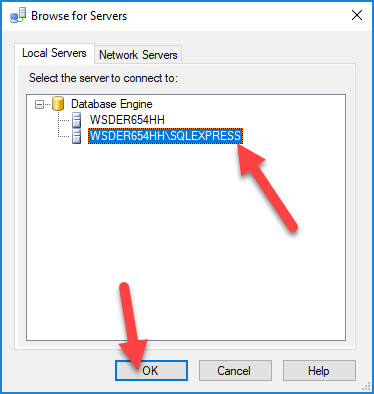 Browse for Servers
Local Servers Network Servers
Select the server to connect to:
Database Engine
WSDER654HH
WSDER654HH\SQLEXPRESS
OK Cancel Help